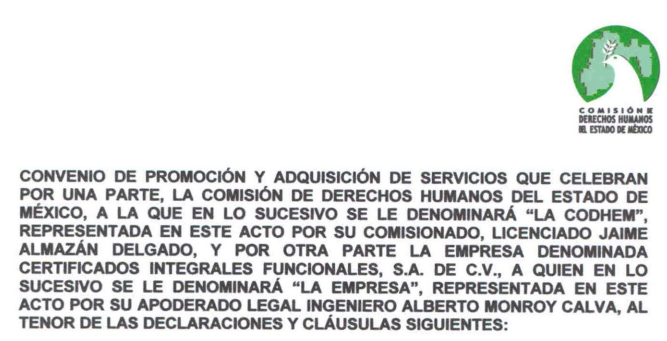 COMISIÓN DE
DERECHOS HUMANOS
DEL ESTADO DE MÉXICO
CONVENIO DE PROMOCIÓN Y ADQUISICIÓN DE SERVICIOS QUE CELEBRAN
POR UNA PARTE, LA COMISIÓN DE DERECHOS HUMANOS DEL ESTADO DE
MÉXICO, A LA QUE EN LO SUCESIVO SE LE DENOMINARÁ “LA CODHEM”,
REPRESENTADA EN ESTE ACTO POR SU COMISIONADO, LICENCIADO JAIME
ALMAZÁN DELGADO, Y POR OTRA PARTE LA EMPRESA DENOMINADA
CERTIFICADOS INTEGRALES FUNCIONALES, S.A. DE C.V., A QUIEN EN LO
SUCESIVO SE LE DENOMINARÁ “LA EMPRESA”, REPRESENTADA EN ESTE
ACTO POR SU APODERADO LEGAL INGENIERO ALBERTO MONROY CALVA, AL
TENOR DE LAS DECLARACIONES Y CLÁUSULAS SIGUIENTES: